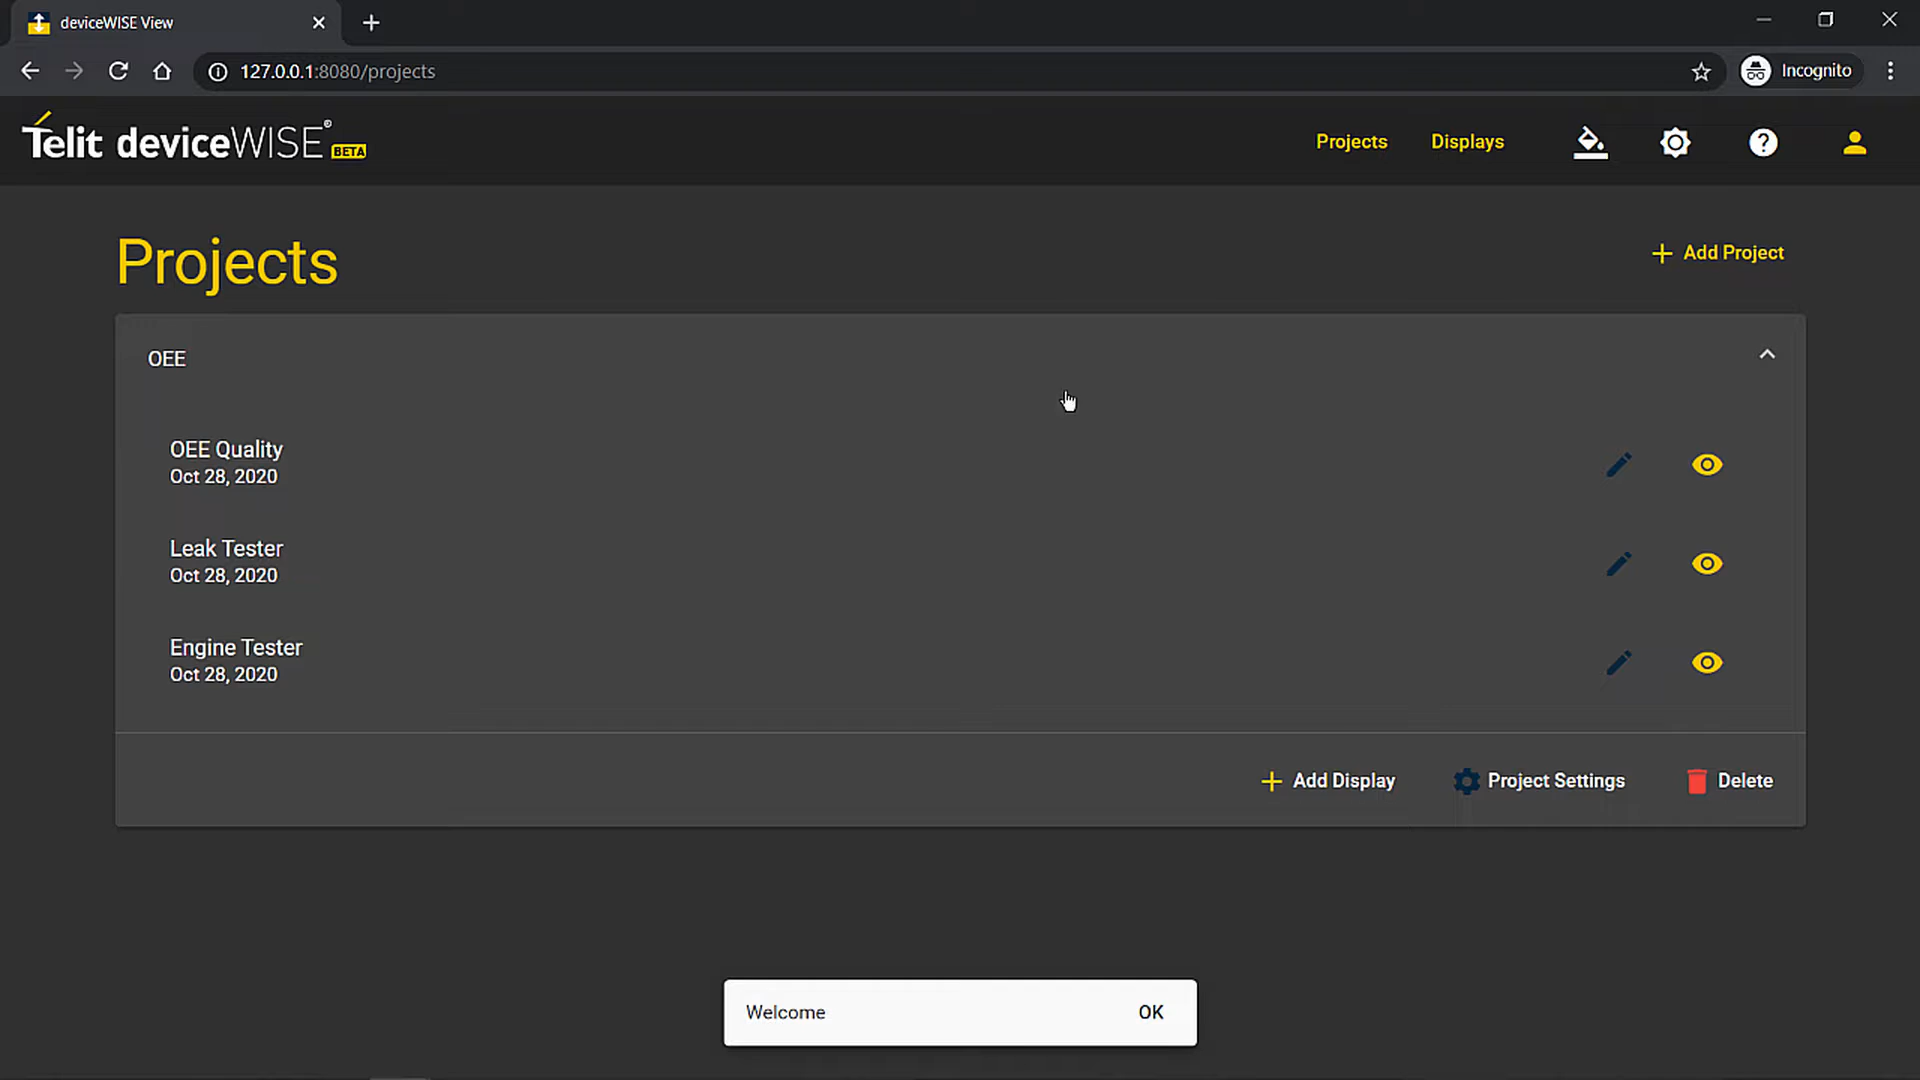 deviceWISE View
127.0.0.1:8080/projects
Incognito
Telit deviceWISE® BETA
Projects
Displays
Projects
Add Project
OEE
OEE Quality
Oct 28, 2020
Leak Tester
Oct 28, 2020
Engine Tester
Oct 28, 2020
Add Display
Project Settings
Delete
Welcome
OK